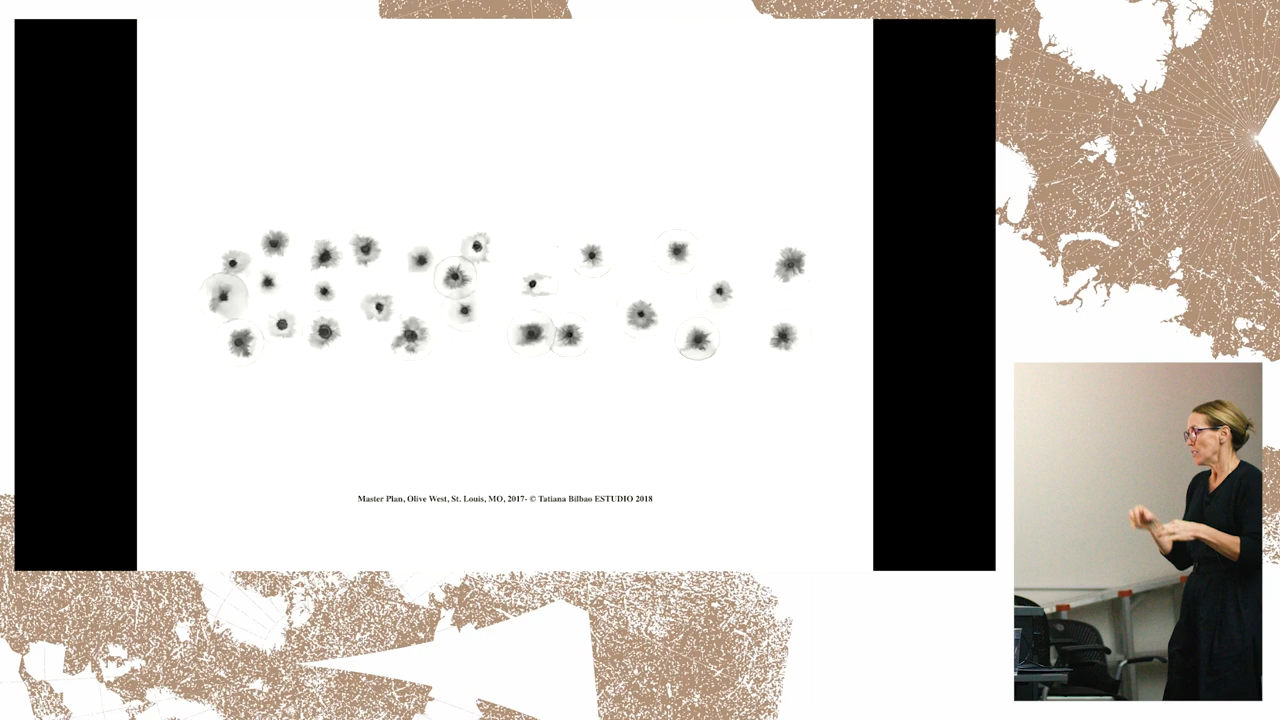 Master Plan, Olive West, St. Louis, MO, 2017- © Tatiana Bilbao ESTUDIO 2018